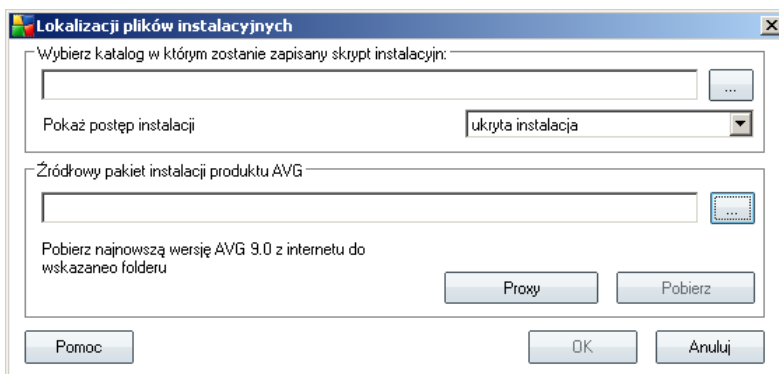 Lokalizacji plików instalacyjnych
Wybierz katalog w którym zostanie zapisany skrypt instalacyjn:
...
Pokaż postęp instalacji
ukryta instalacja
Źródłowy pakiet instalacji produktu AVG
...
Pobierz najnowszą wersję AVG 9.0 z internetu do
wskazaneo folderu
Proxy
Pobierz
Pomoc
OK
Anuluj